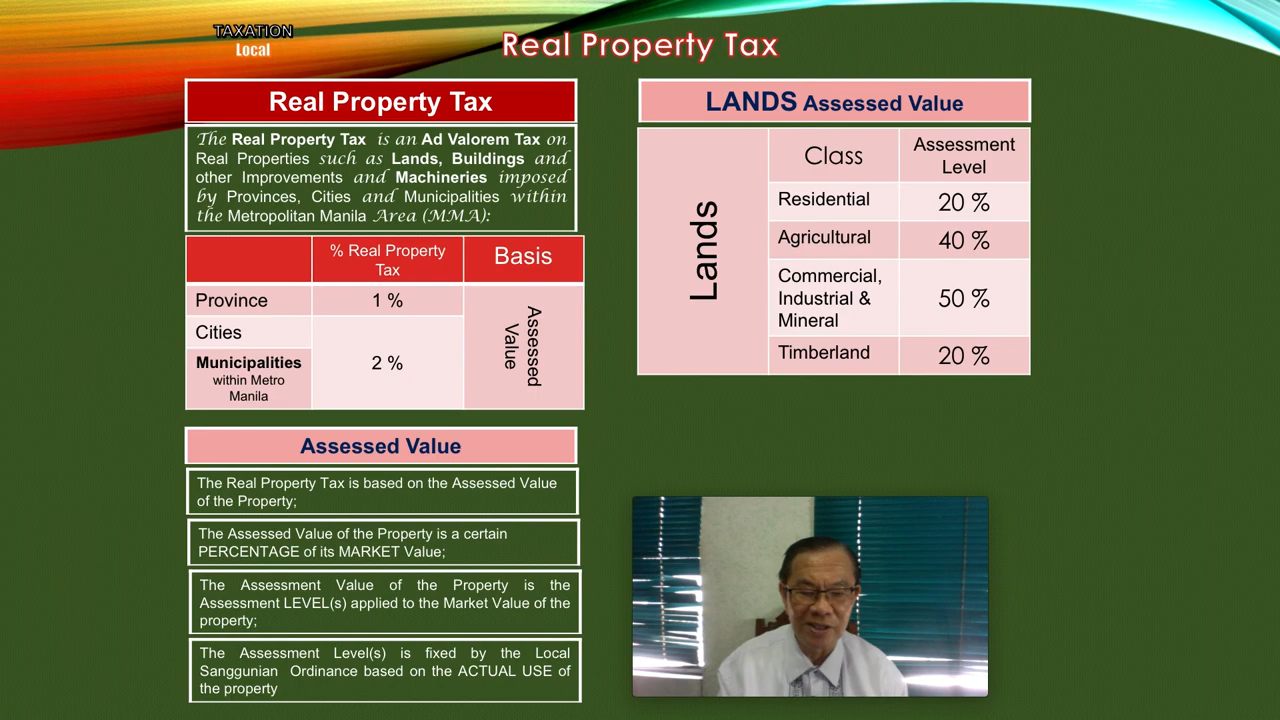 TAXATION
Local
Real Property Tax
Real Property Tax
The Real Property Tax is an Ad Valorem Tax on
Real Properties such as Lands, Buildings and
other Improvements and Machineries imposed
by Provinces, Cities and Municipalities within
the Metropolitan Manila Area (MMA):
% Real Property
Tax
Basis
Province
1 %
Cities
Municipalities
within Metro
Manila
2 %
Assessed
Value
Assessed Value
The Real Property Tax is based on the Assessed Value
of the Property;
The Assessed Value of the Property is a certain
PERCENTAGE of its MARKET Value;
The Assessment Value of the Property is the
Assessment LEVEL(s) applied to the Market Value of the
property;
The Assessment Level(s) is fixed by the Local
Sanggunian Ordinance based on the ACTUAL USE of
the property
LANDS Assessed Value
Lands
Class
Assessment
Level
Residential
20 %
Agricultural
40 %
Commercial,
Industrial &
Mineral
50 %
Timberland
20 %